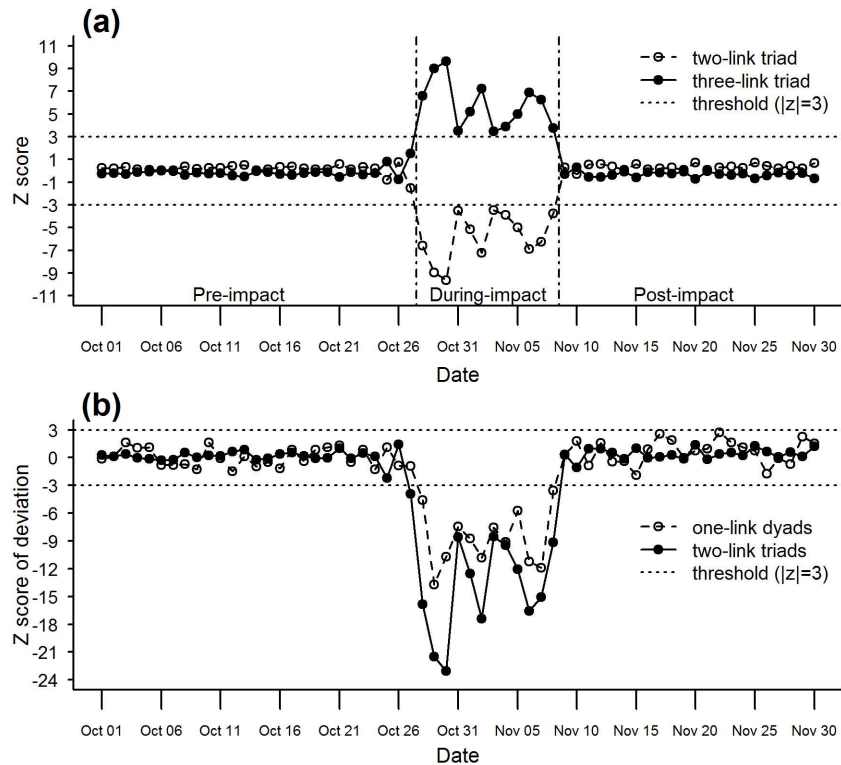 (a)
Z score
11
9
7
5
3
1
-1
-3
-5
-7
-9
-11
two-link triad
three-link triad
threshold (|z|=3)
Pre-impact During-impact Post-impact
Oct 01 Oct 06 Oct 11 Oct 16 Oct 21 Oct 26 Oct 31 Nov 05 Nov 10 Nov 15 Nov 20 Nov 25 Nov 30
Date
(b)
Z score of deviation
3
0
-3
-6
-9
-12
-15
-18
-21
-24
one-link dyads
two-link triads
threshold (|z|=3)
Oct 01 Oct 06 Oct 11 Oct 16 Oct 21 Oct 26 Oct 31 Nov 05 Nov 10 Nov 15 Nov 20 Nov 25 Nov 30
Date